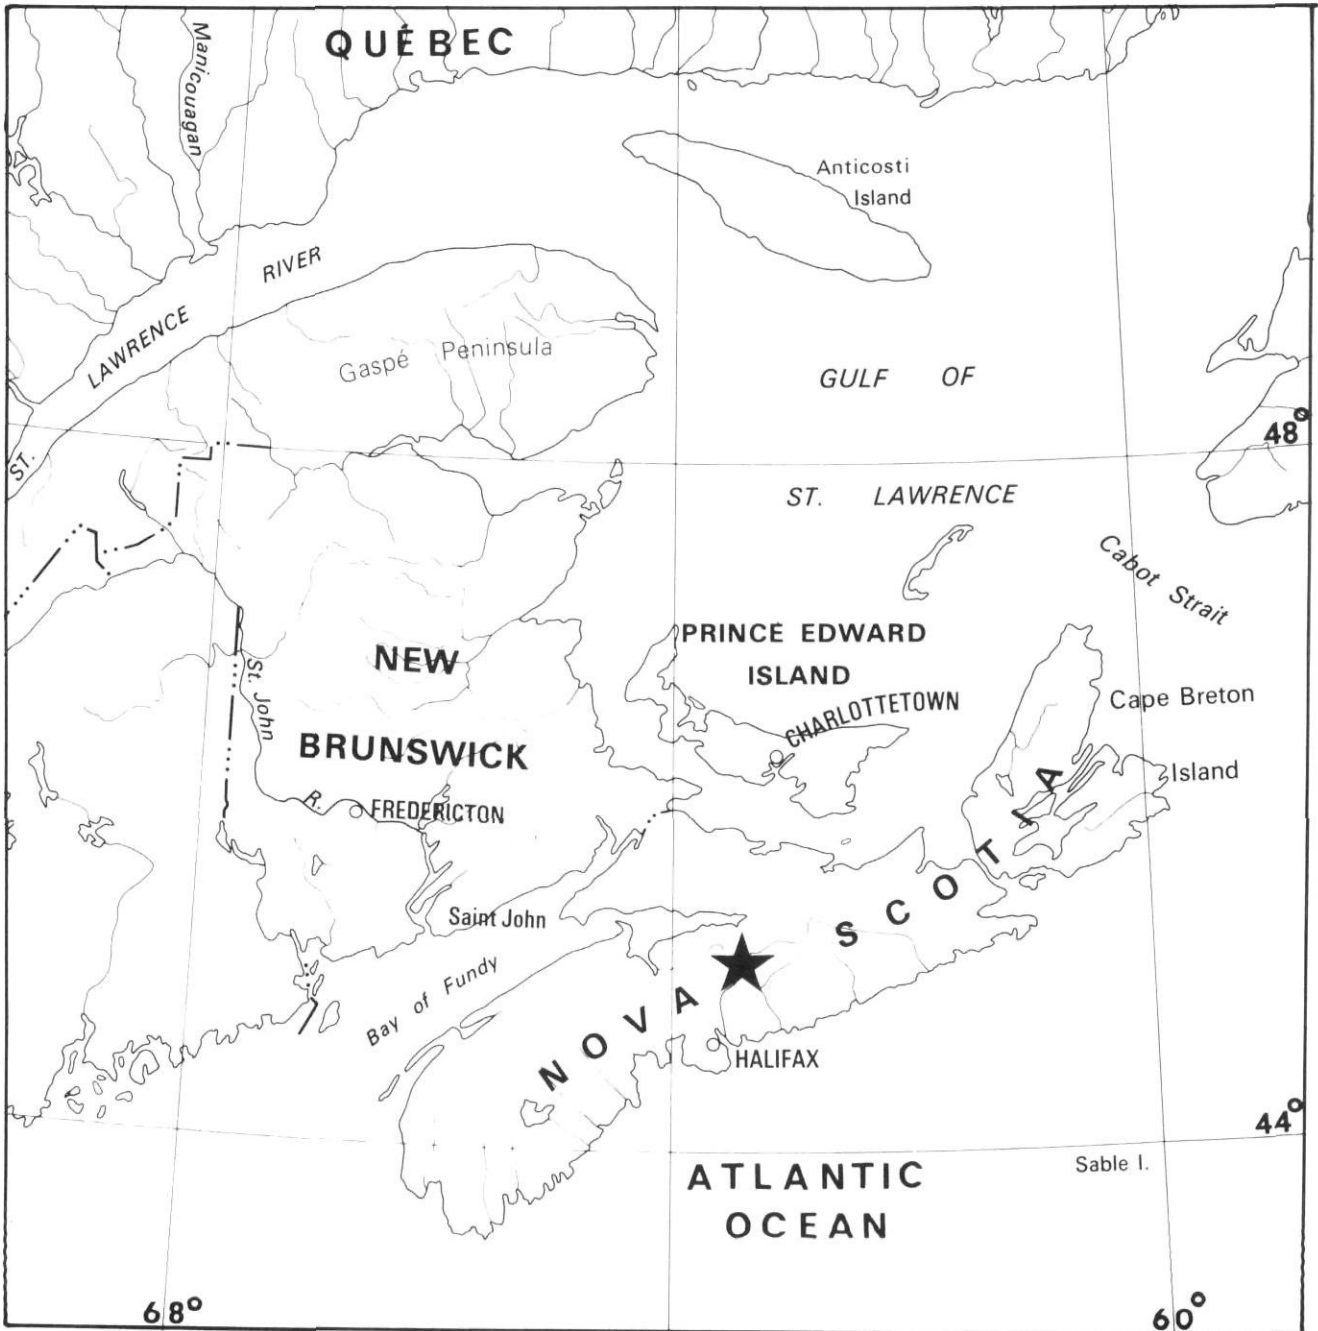 QUÉBEC
Manicouagan
Anticosti
Island
RIVER
LAWRENCE
ST.
Gaspé Peninsula
GULF OF
48°
ST. LAWRENCE
Cabot Strait
PRINCE EDWARD
ISLAND
CHARLOTTETOWN
NEW
BRUNSWICK
St. John
R.
FREDERICTON
Cape Breton
Island
Saint John
Bay of Fundy
NOVA SCOTIA
HALIFAX
44°
Sable I.
ATLANTIC
OCEAN
68°
60°